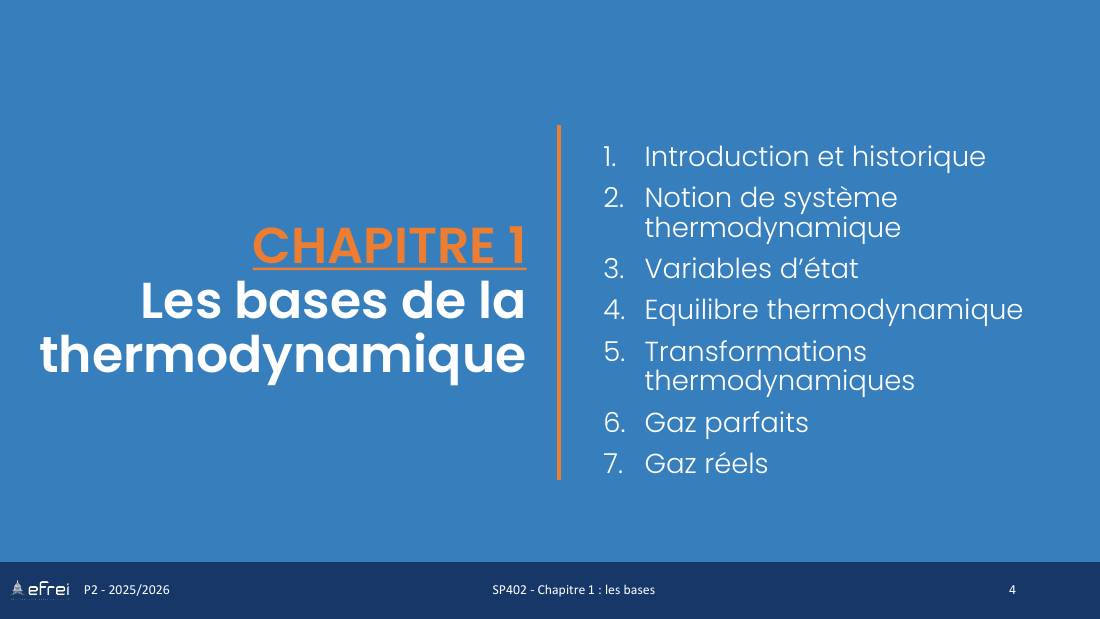 CHAPITRE 1
Les bases de la
thermodynamique
1. Introduction et historique
2. Notion de système
thermodynamique
3. Variables d’état
4. Equilibre thermodynamique
5. Transformations
thermodynamiques
6. Gaz parfaits
7. Gaz réels
efrei P2 - 2025/2026 SP402 - Chapitre 1 : les bases 4